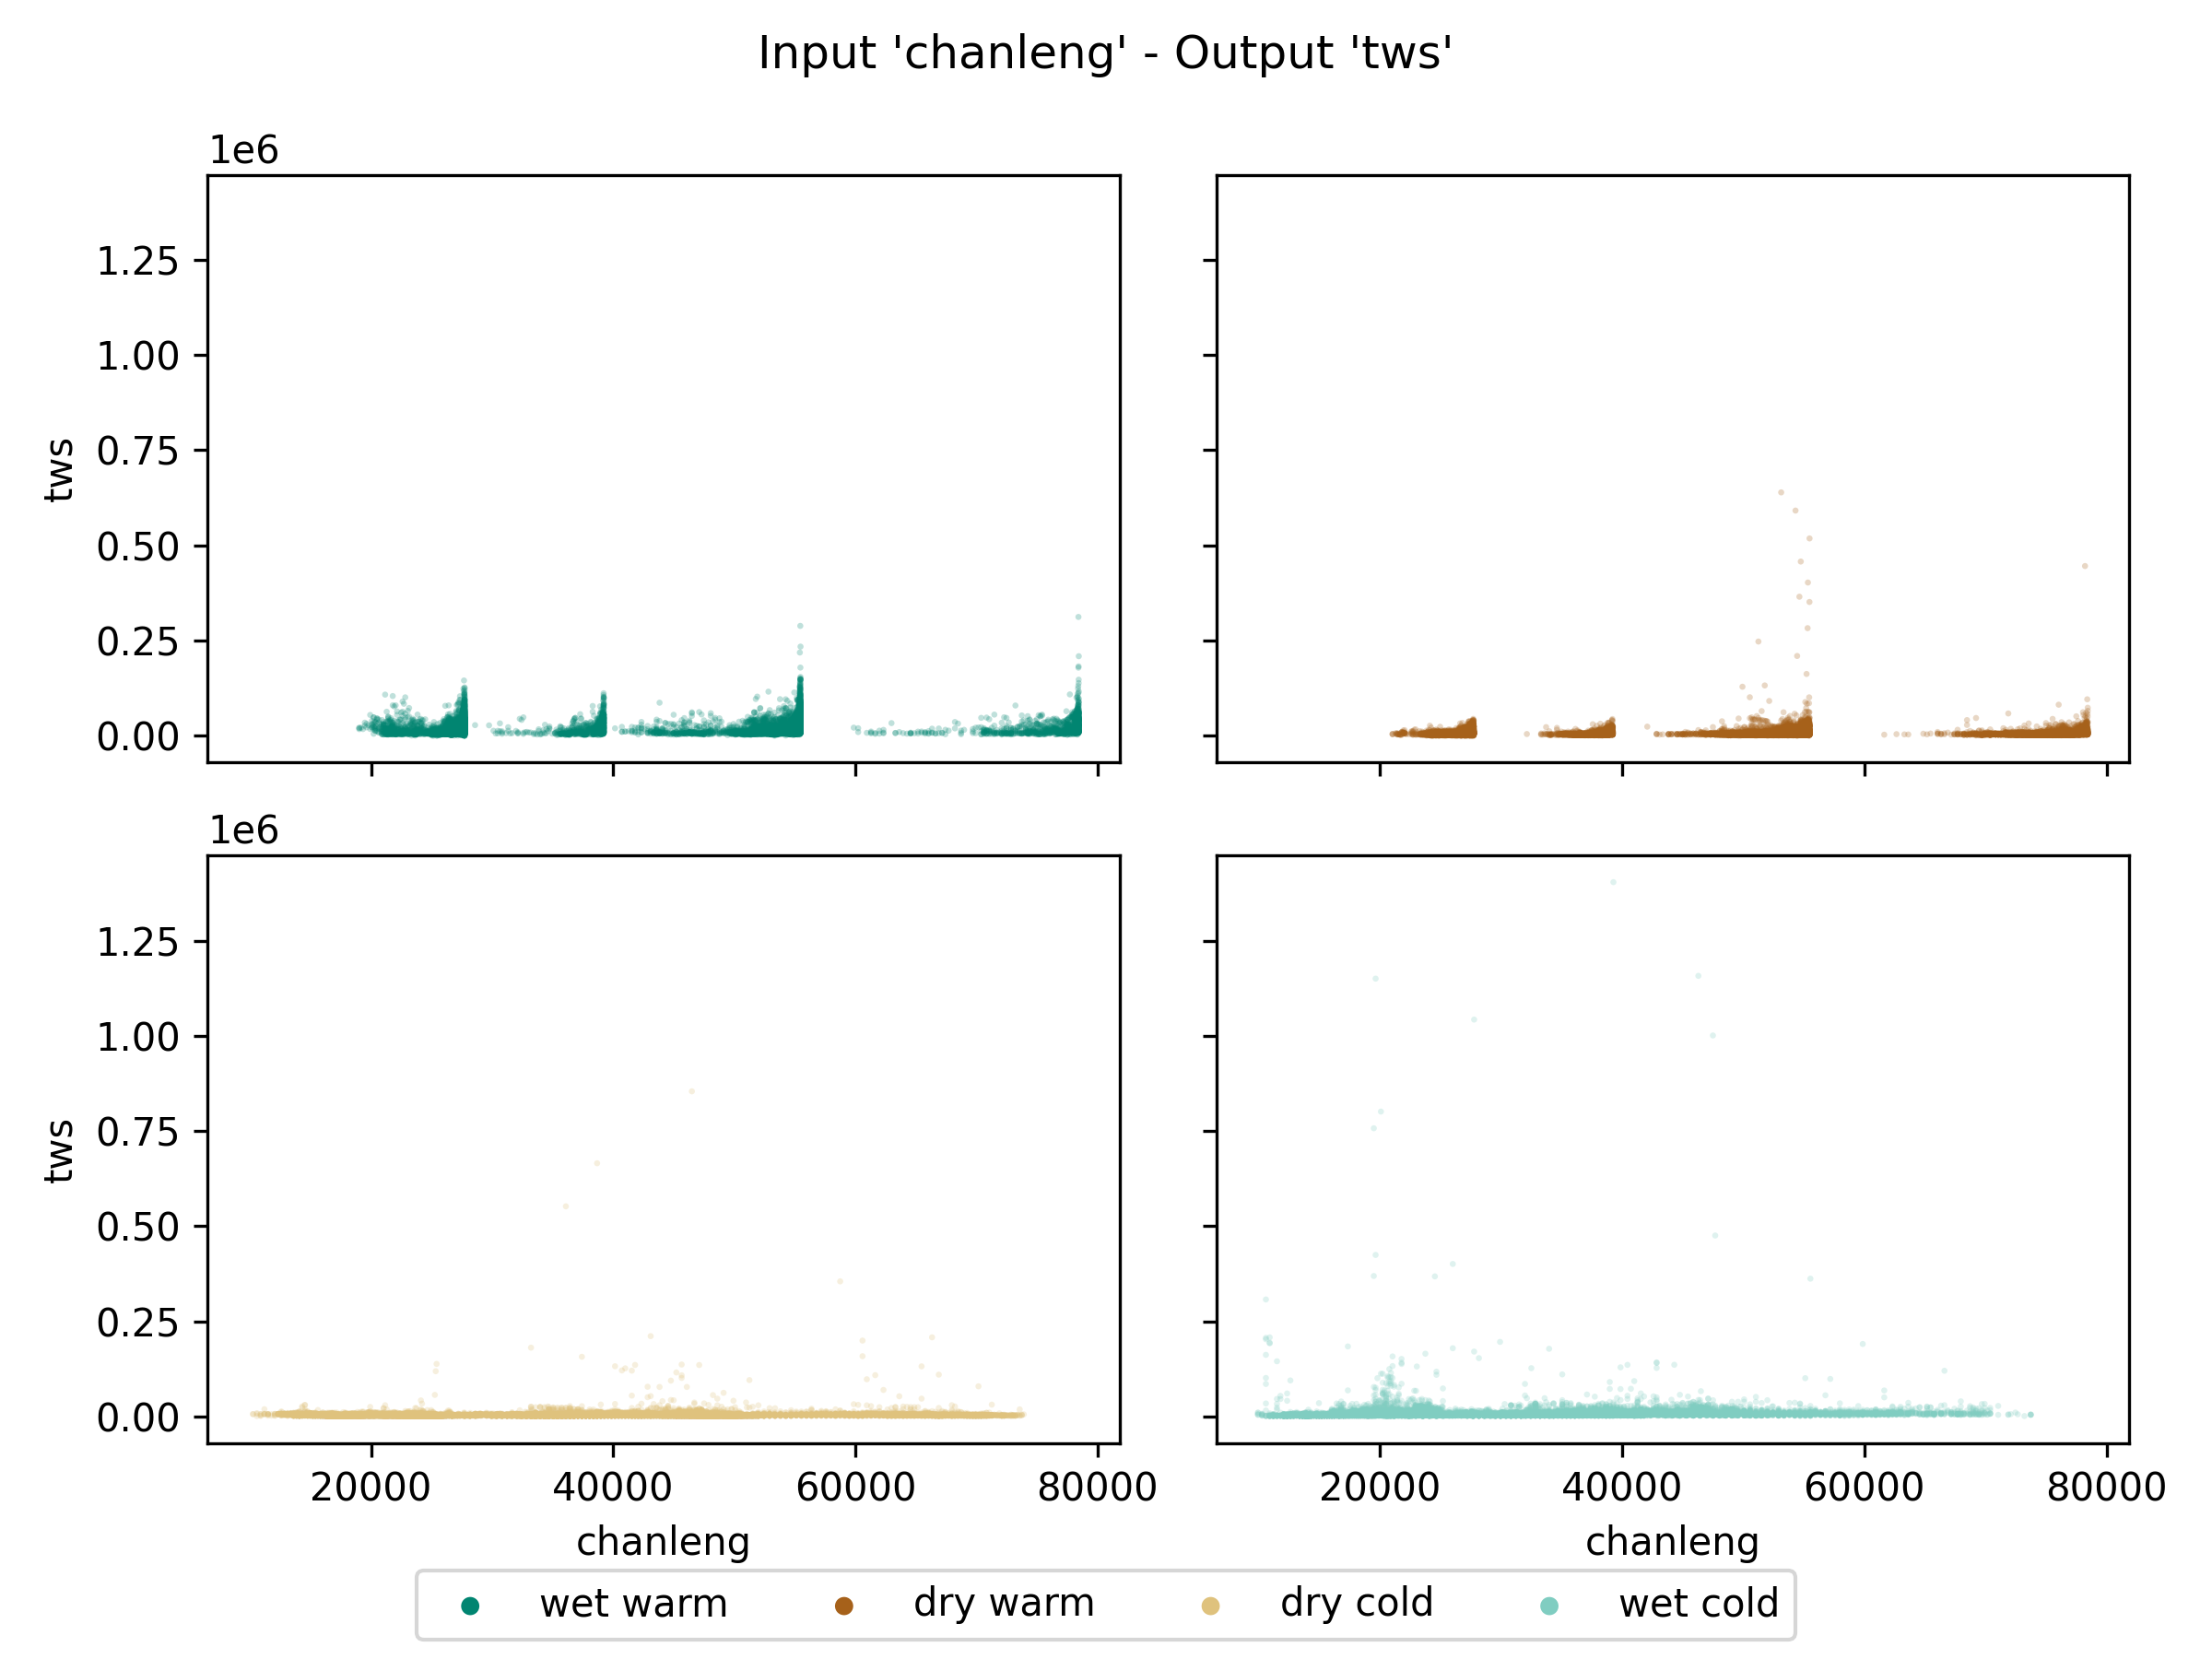 Input 'chanleng' - Output 'tws'
1e6
1.25
1.00
0.75
0.50
0.25
0.00
tws
1e6
1.25
1.00
0.75
0.50
0.25
0.00
tws
20000 40000 60000 80000
20000 40000 60000 80000
chanleng
chanleng
wet warm dry warm dry cold wet cold